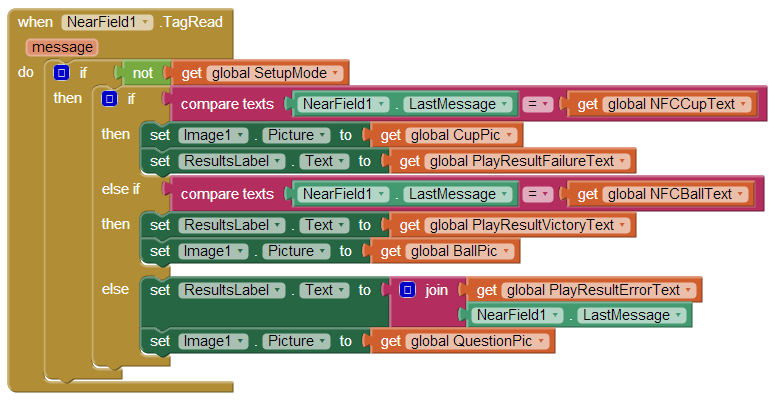 when NearField1 .TagRead
message
do if not get global SetupMode
then if compare texts NearField1 . LastMessage = get global NFCCupText
then set Image1 . Picture to get global CupPic
set ResultsLabel . Text to get global PlayResultFailureText
else if compare texts NearField1 . LastMessage = get global NFCBallText
then set ResultsLabel . Text to get global PlayResultVictoryText
set Image1 . Picture to get global BallPic
else set ResultsLabel . Text to join get global PlayResultErrorText
NearField1 . LastMessage
set Image1 . Picture to get global QuestionPic